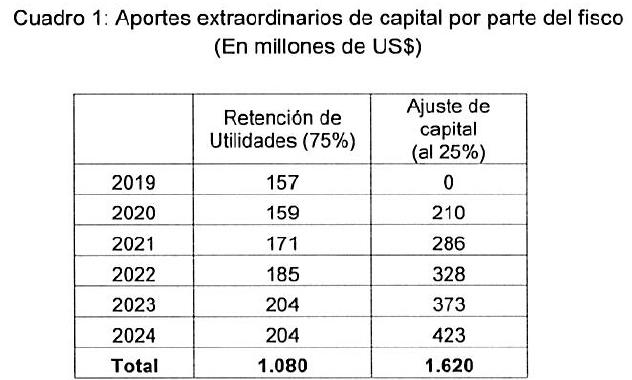 Cuadro 1: Aportes extraordinarios de capital por parte del fisco
(En millones de US$)
Retención de Utilidades (75%) Ajuste de capital (al 25%)
2019 157 0
2020 159 210
2021 171 286
2022 185 328
2023 204 373
2024 204 423
Total 1.080 1.620